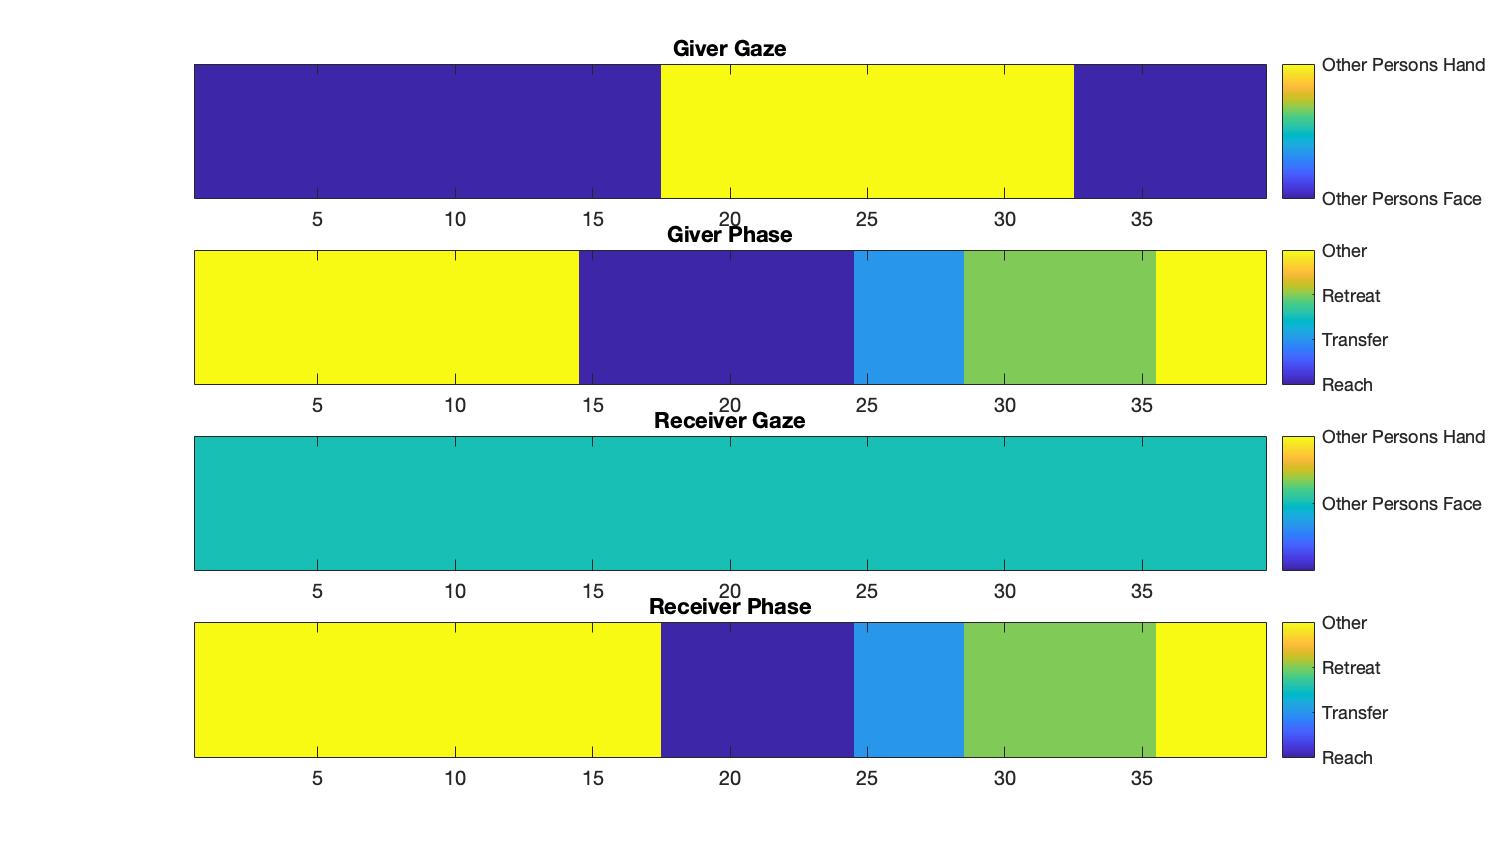 Giver Gaze
Other Persons Hand
Other Persons Face
5 10 15 20 25 30 35
Giver Phase
Other
Retreat
Transfer
Reach
5 10 15 20 25 30 35
Receiver Gaze
Other Persons Hand
Other Persons Face
5 10 15 20 25 30 35
Receiver Phase
Other
Retreat
Transfer
Reach
5 10 15 20 25 30 35